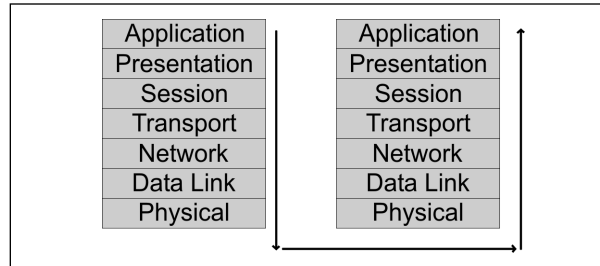 Application
Presentation
Session
Transport
Network
Data Link
Physical
Application
Presentation
Session
Transport
Network
Data Link
Physical